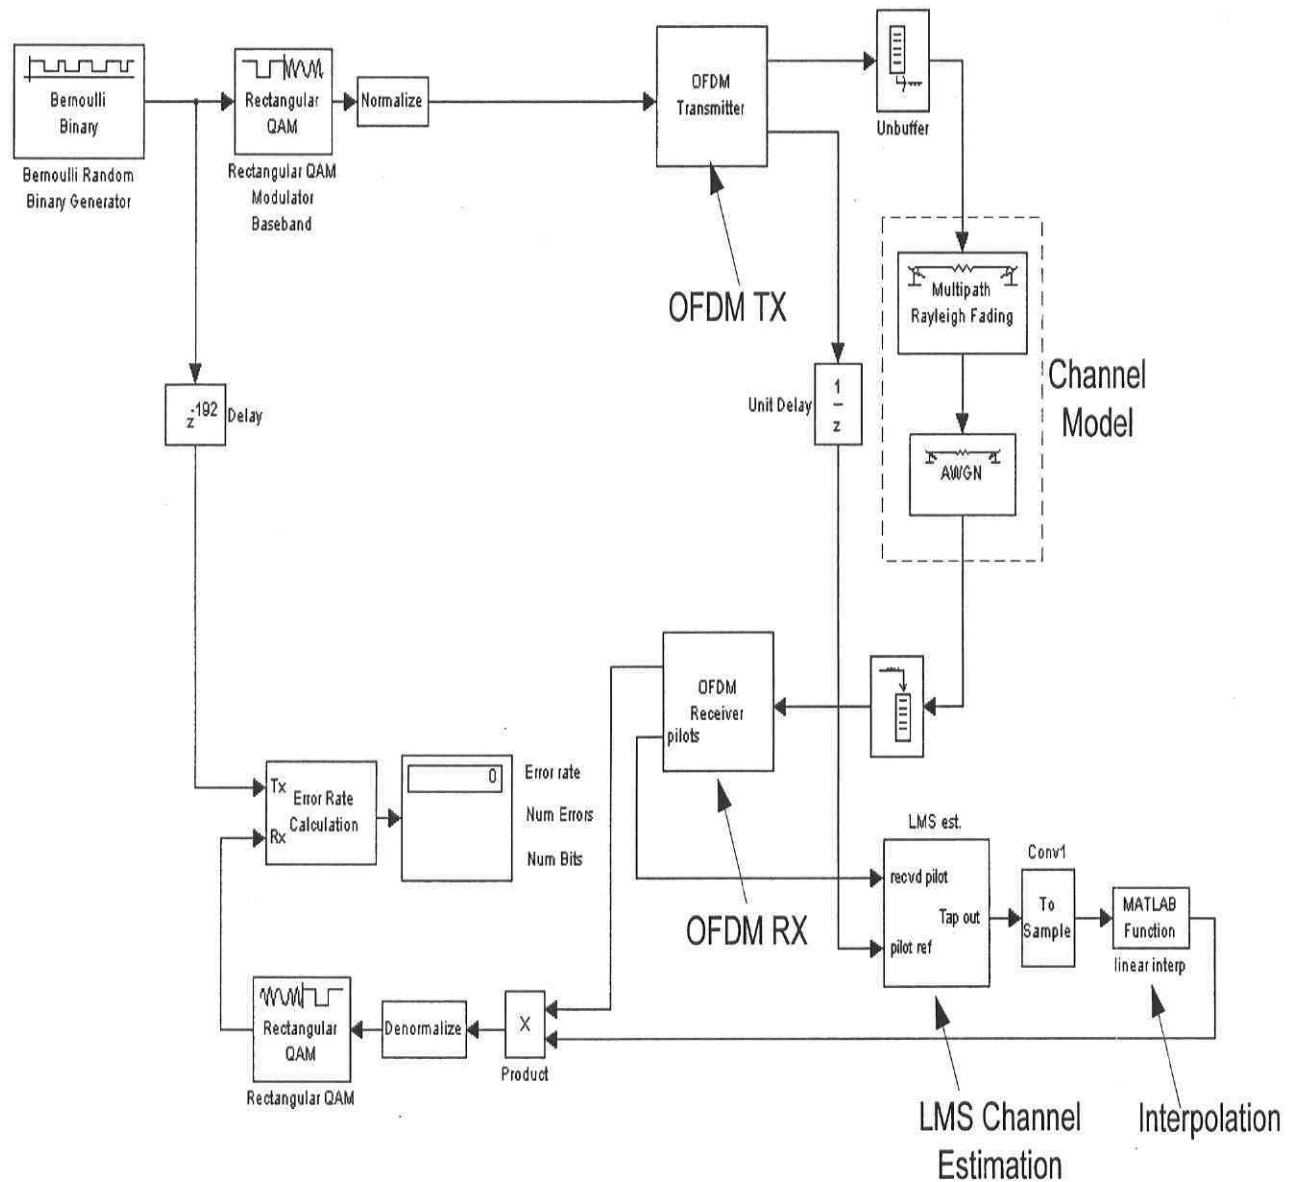 Bernoulli
Binary
Bernoulli Random
Binary Generator
Rectangular
QAM
Rectangular QAM
Modulator
Baseband
Normalize
OFDM
Transmitter
OFDM TX
Unbuffer
Multipath
Rayleigh Fading
AWGN
Channel
Model
z-192
Delay
Unit Delay
1
z
OFDM
Receiver
pilots
OFDM RX
Tx
Rx
Error Rate
Calculation
0
Error rate
Num Errors
Num Bits
LMS est.
recvd pilot
Tap out
pilot ref
LMS Channel
Estimation
Conv1
To
Sample
MATLAB
Function
linear interp
Interpolation
X
Product
Denormalize
Rectangular
QAM
Rectangular QAM